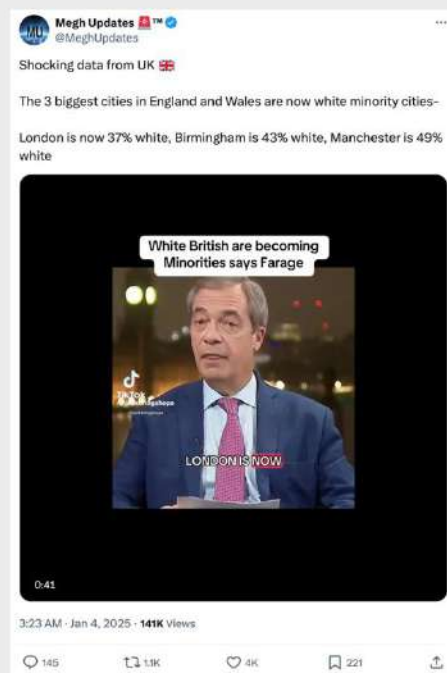 Megh Updates 🚨™
@MeghUpdates
Shocking data from UK 🇬🇧
The 3 biggest cities in England and Wales are now white minority cities-
London is now 37% white, Birmingham is 43% white, Manchester is 49%
white
White British are becoming
Minorities says Farage
TikTok
LONDON IS NOW
0:41
3:23 AM · Jan 4, 2025 · 141K Views
145
1.1K
4K
221